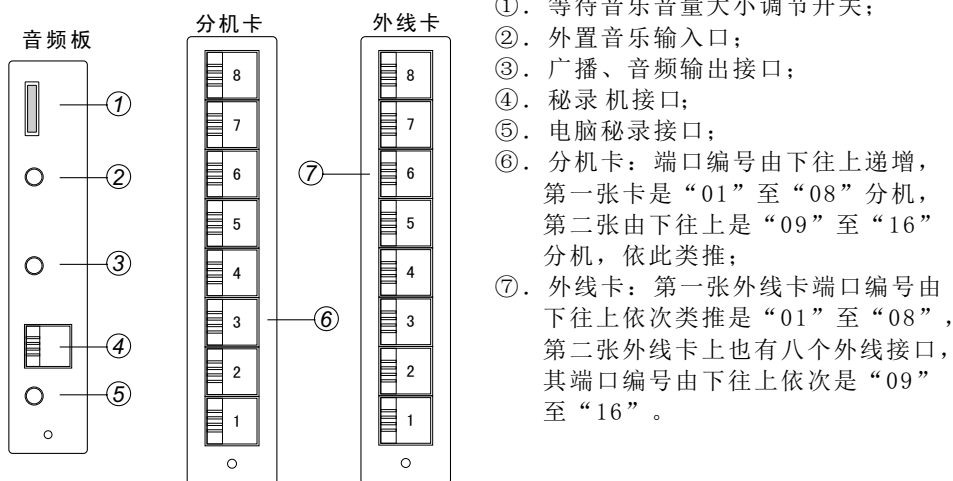 音频板
①
②
③
④
⑤
分机卡
8
7
6
5
4
3
2
1
⑥
外线卡
8
7
6
5
4
3
2
1
⑦
①. 等待音乐音量大小调节开关；
②. 外置音乐输入口；
③. 广播、音频输出接口；
④. 秘录机接口；
⑤. 电脑秘录接口；
⑥. 分机卡：端口编号由下往上递增，
第一张卡是“01”至“08”分机，
第二张由下往上是“09”至“16”
分机，依此类推；
⑦. 外线卡：第一张外线卡端口编号由
下往上依次类推是“01”至“08”，
第二张外线卡上也有八个外线接口，
其端口编号由下往上依次是“09”
至“16”。